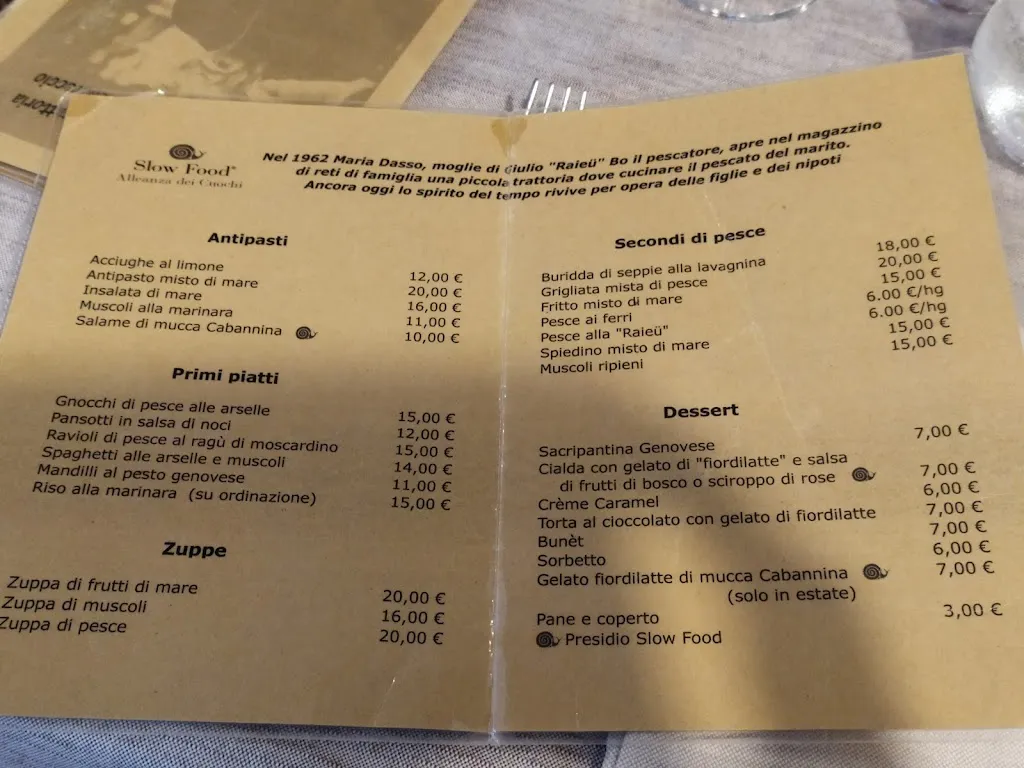 ttoria
uccio
Slow Food®
Alleanza dei Cuochi
Nel 1962 Maria Dasso, moglie di Giulio "Raieü" Bo il pescatore, apre nel magazzino
di reti di famiglia una piccola trattoria dove cucinare il pescato del marito.
Ancora oggi lo spirito del tempo rivive per opera delle figlie e dei nipoti
Antipasti
Acciughe al limone 12,00 €
Antipasto misto di mare 20,00 €
Insalata di mare 16,00 €
Muscoli alla marinara 11,00 €
Salame di mucca Cabannina 10,00 €
Primi piatti
Gnocchi di pesce alle arselle 15,00 €
Pansotti in salsa di noci 12,00 €
Ravioli di pesce al ragù di moscardino 15,00 €
Spaghetti alle arselle e muscoli 14,00 €
Mandilli al pesto genovese 11,00 €
Riso alla marinara (su ordinazione) 15,00 €
Zuppe
Zuppa di frutti di mare 20,00 €
Zuppa di muscoli 16,00 €
Zuppa di pesce 20,00 €
Secondi di pesce
Buridda di seppie alla lavagnina 18,00 €
Grigliata mista di pesce 20,00 €
Fritto misto di mare 15,00 €
Pesce ai ferri 6.00 €/hg
Pesce alla "Raieü" 6.00 €/hg
Spiedino misto di mare 15,00 €
Muscoli ripieni 15,00 €
Dessert
Sacripantina Genovese 7,00 €
Cialda con gelato di "fiordilatte" e salsa
di frutti di bosco o sciroppo di rose 7,00 €
Crème Caramel 6,00 €
Torta al cioccolato con gelato di fiordilatte 7,00 €
Bunèt 7,00 €
Sorbetto 6,00 €
Gelato fiordilatte di mucca Cabannina 7,00 €
(solo in estate)
Pane e coperto 3,00 €
Presidio Slow Food